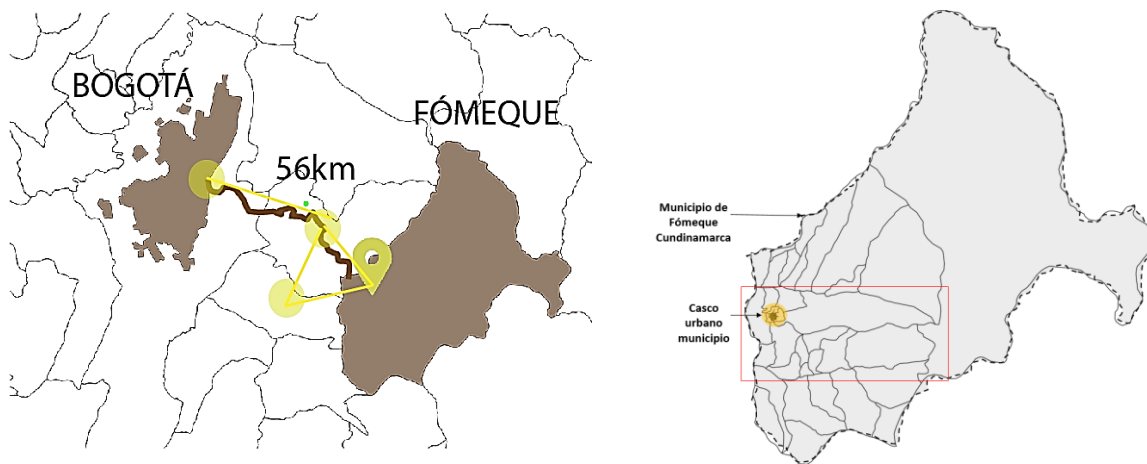 BOGOTÁ
FÓMEQUE
56km
Municipio de
Fómeque
Cundinamarca
Casco
urbano
municipio